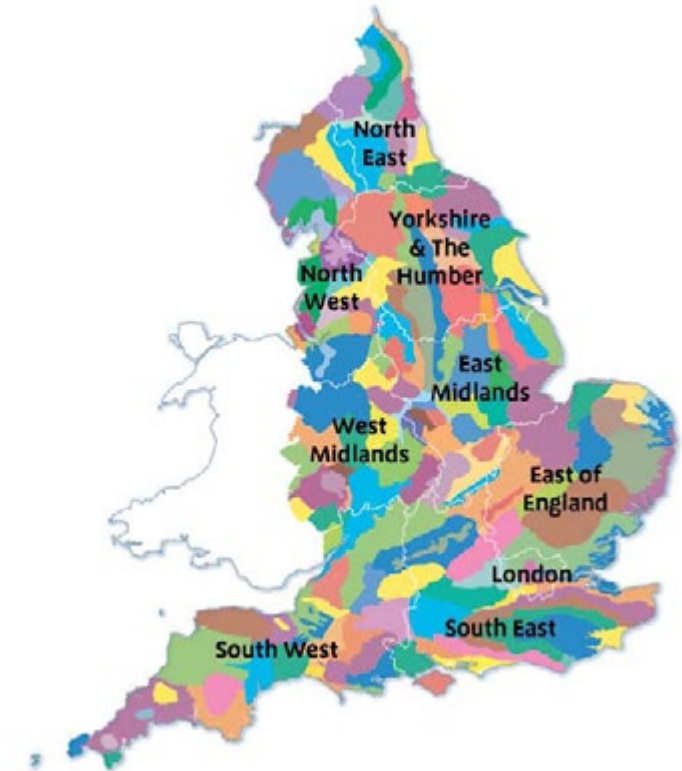 North
East
Yorkshire
& The
Humber
North
West
East
Midlands
West
Midlands
East of
England
London
South East
South West